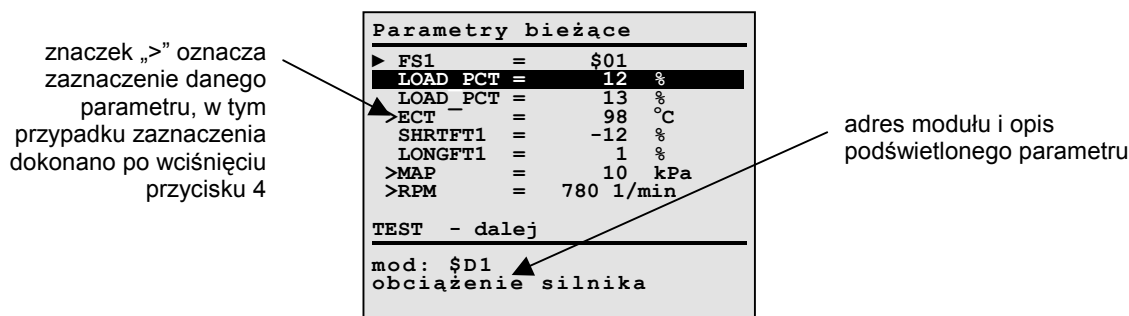 znaczek „>” oznacza
zaznaczenie danego
parametru, w tym
przypadku zaznaczenia
dokonano po wciśnięciu
przycisku 4
Parametry bieżące
► FS1 = $01
LOAD_PCT = 12 %
LOAD_PCT = 13 %
>ECT = 98 °C
SHRTFT1 = -12 %
LONGFT1 = 1 %
>MAP = 10 kPa
>RPM = 780 1/min
TEST - dalej
mod: $D1
obciążenie silnika
adres modułu i opis
podświetlonego parametru